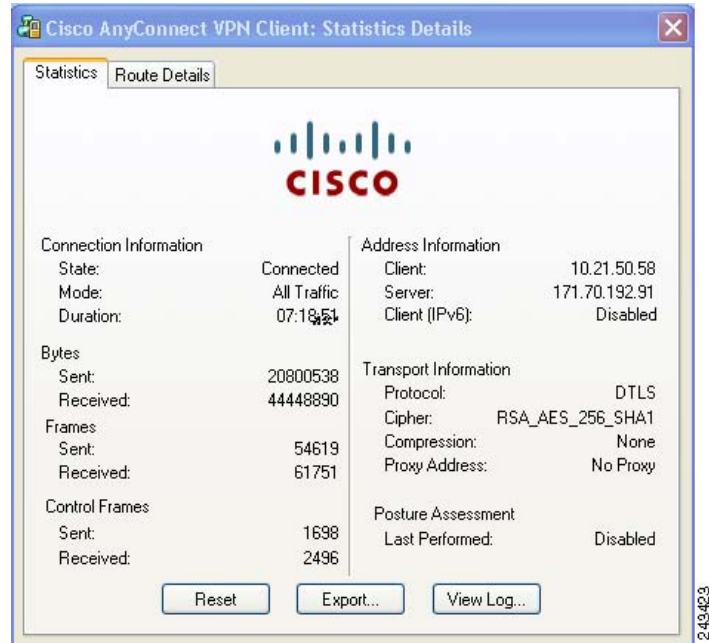 Cisco AnyConnect VPN Client: Statistics Details
Statistics
Route Details
CISCO
Connection Information
State: Connected
Mode: All Traffic
Duration: 07:18:51
Bytes
Sent: 20800538
Received: 44448890
Frames
Sent: 54619
Received: 61751
Control Frames
Sent: 1698
Received: 2496
Address Information
Client: 10.21.50.58
Server: 171.70.192.91
Client (IPv6): Disabled
Transport Information
Protocol: DTLS
Cipher: RSA_AES_256_SHA1
Compression: None
Proxy Address: No Proxy
Posture Assessment
Last Performed: Disabled
Reset
Export...
View Log...
243423